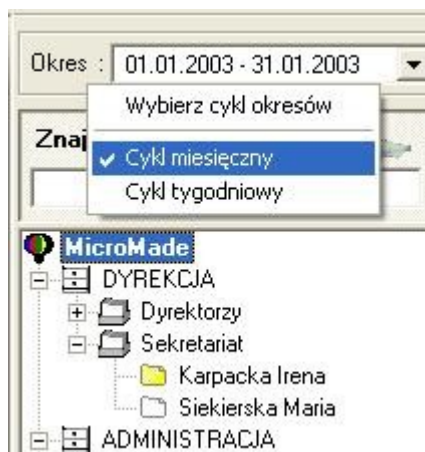 Okres : 01.01.2003 - 31.01.2003
Wybierz cykl okresów
Znaj
Cykl miesięczny
Cykl tygodniowy
MicroMade
DYREKCJA
Dyrektorzy
Sekretariat
Karpacka Irena
Siekierska Maria
ADMINISTRACJA